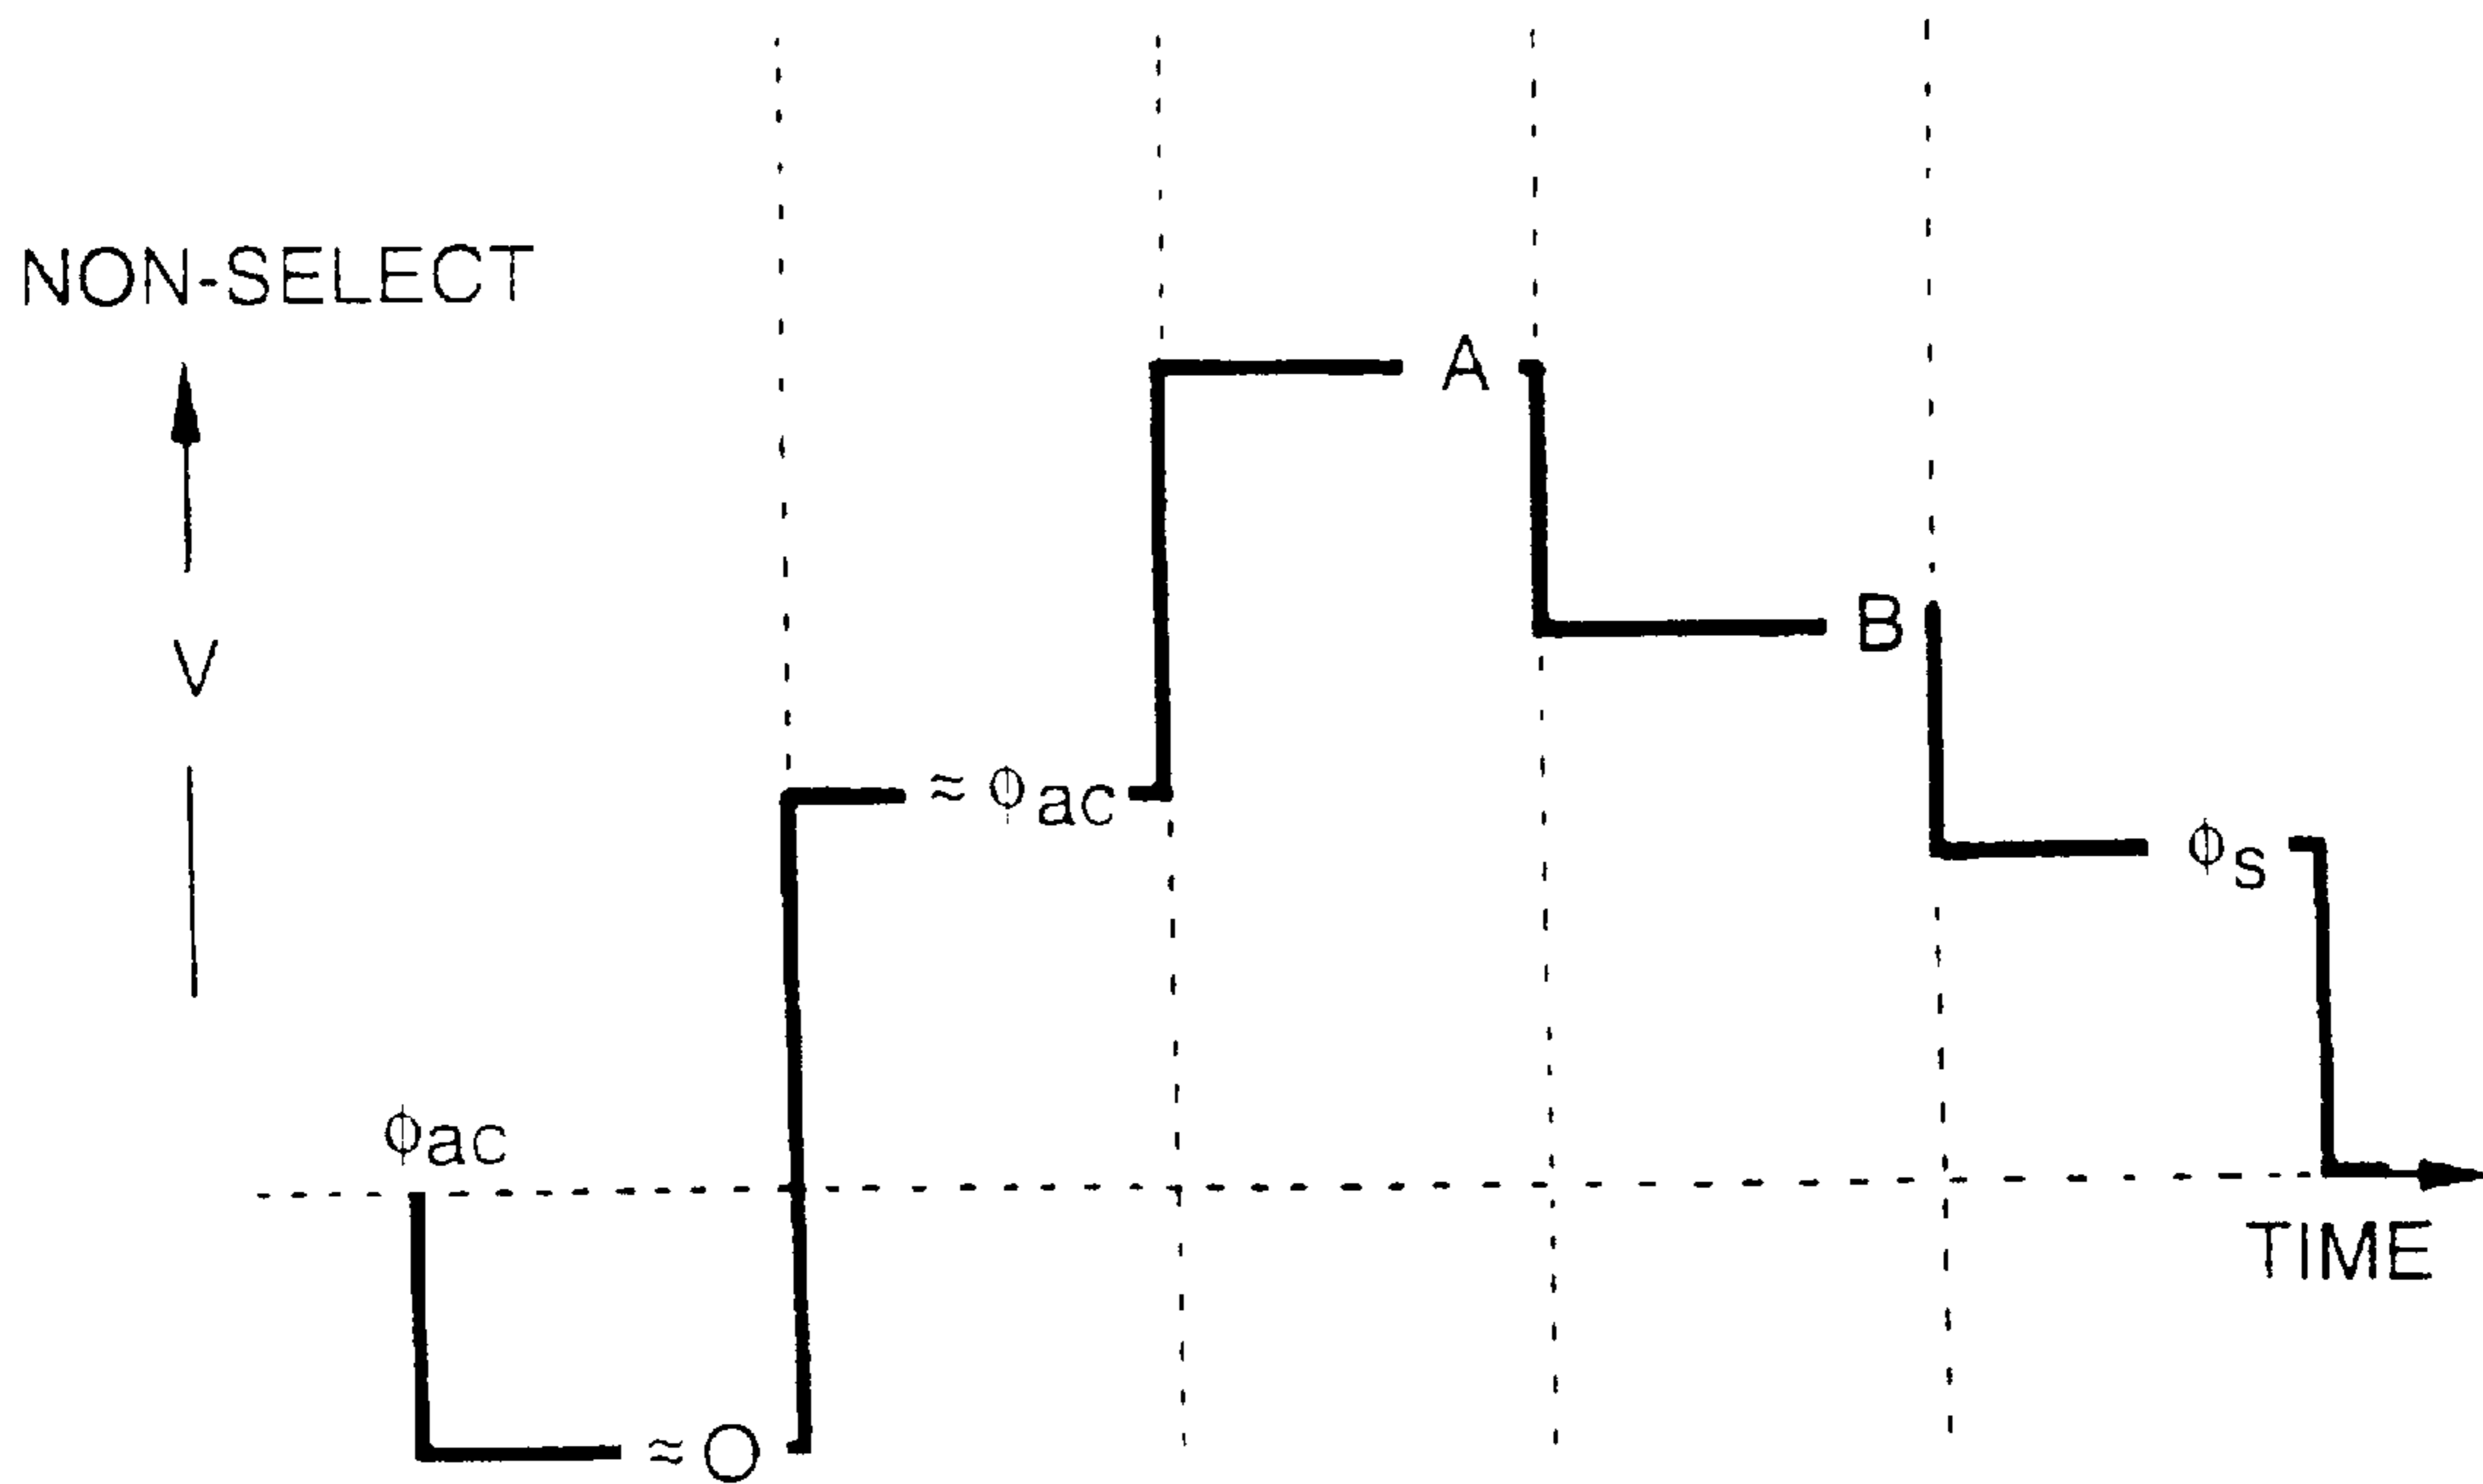 NON-SELECT
A
B
V
≈ Φac
Φs
Φac
TIME
≈ O